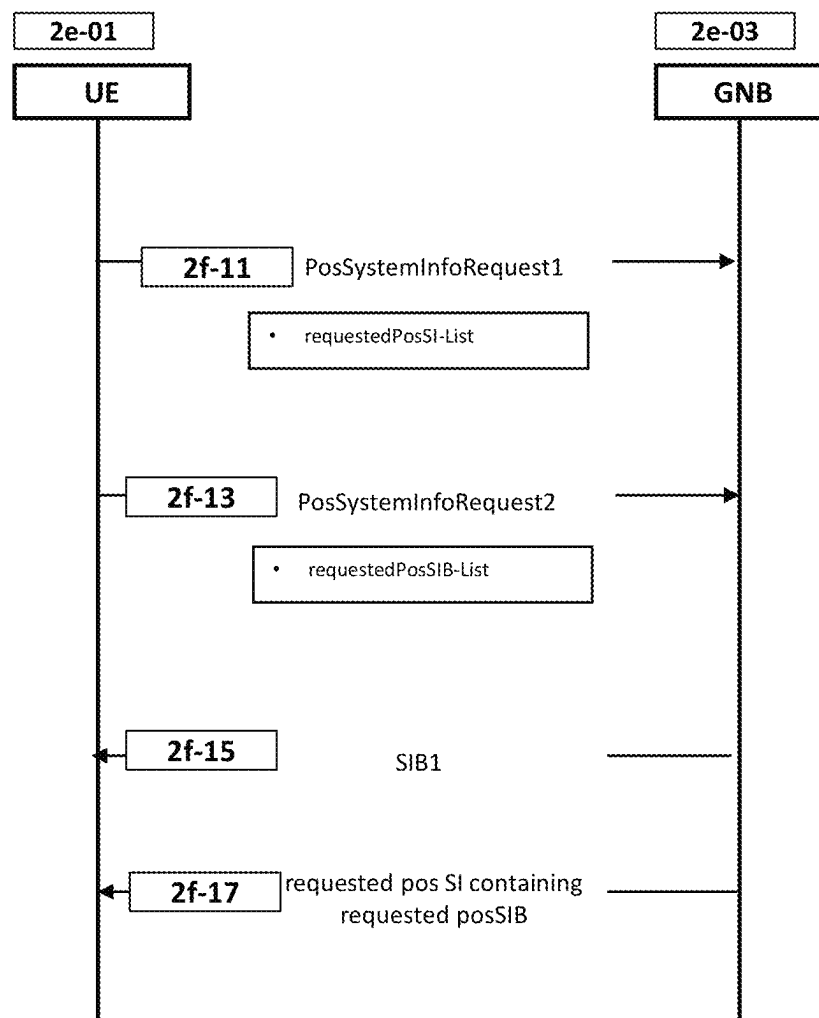 2e-01
2e-03
UE
GNB
2f-11 PosSystemInfoRequest1
• requestedPosSI-List
2f-13 PosSystemInfoRequest2
• requestedPosSIB-List
2f-15 SIB1
2f-17 requested pos SI containing
requested posSIB